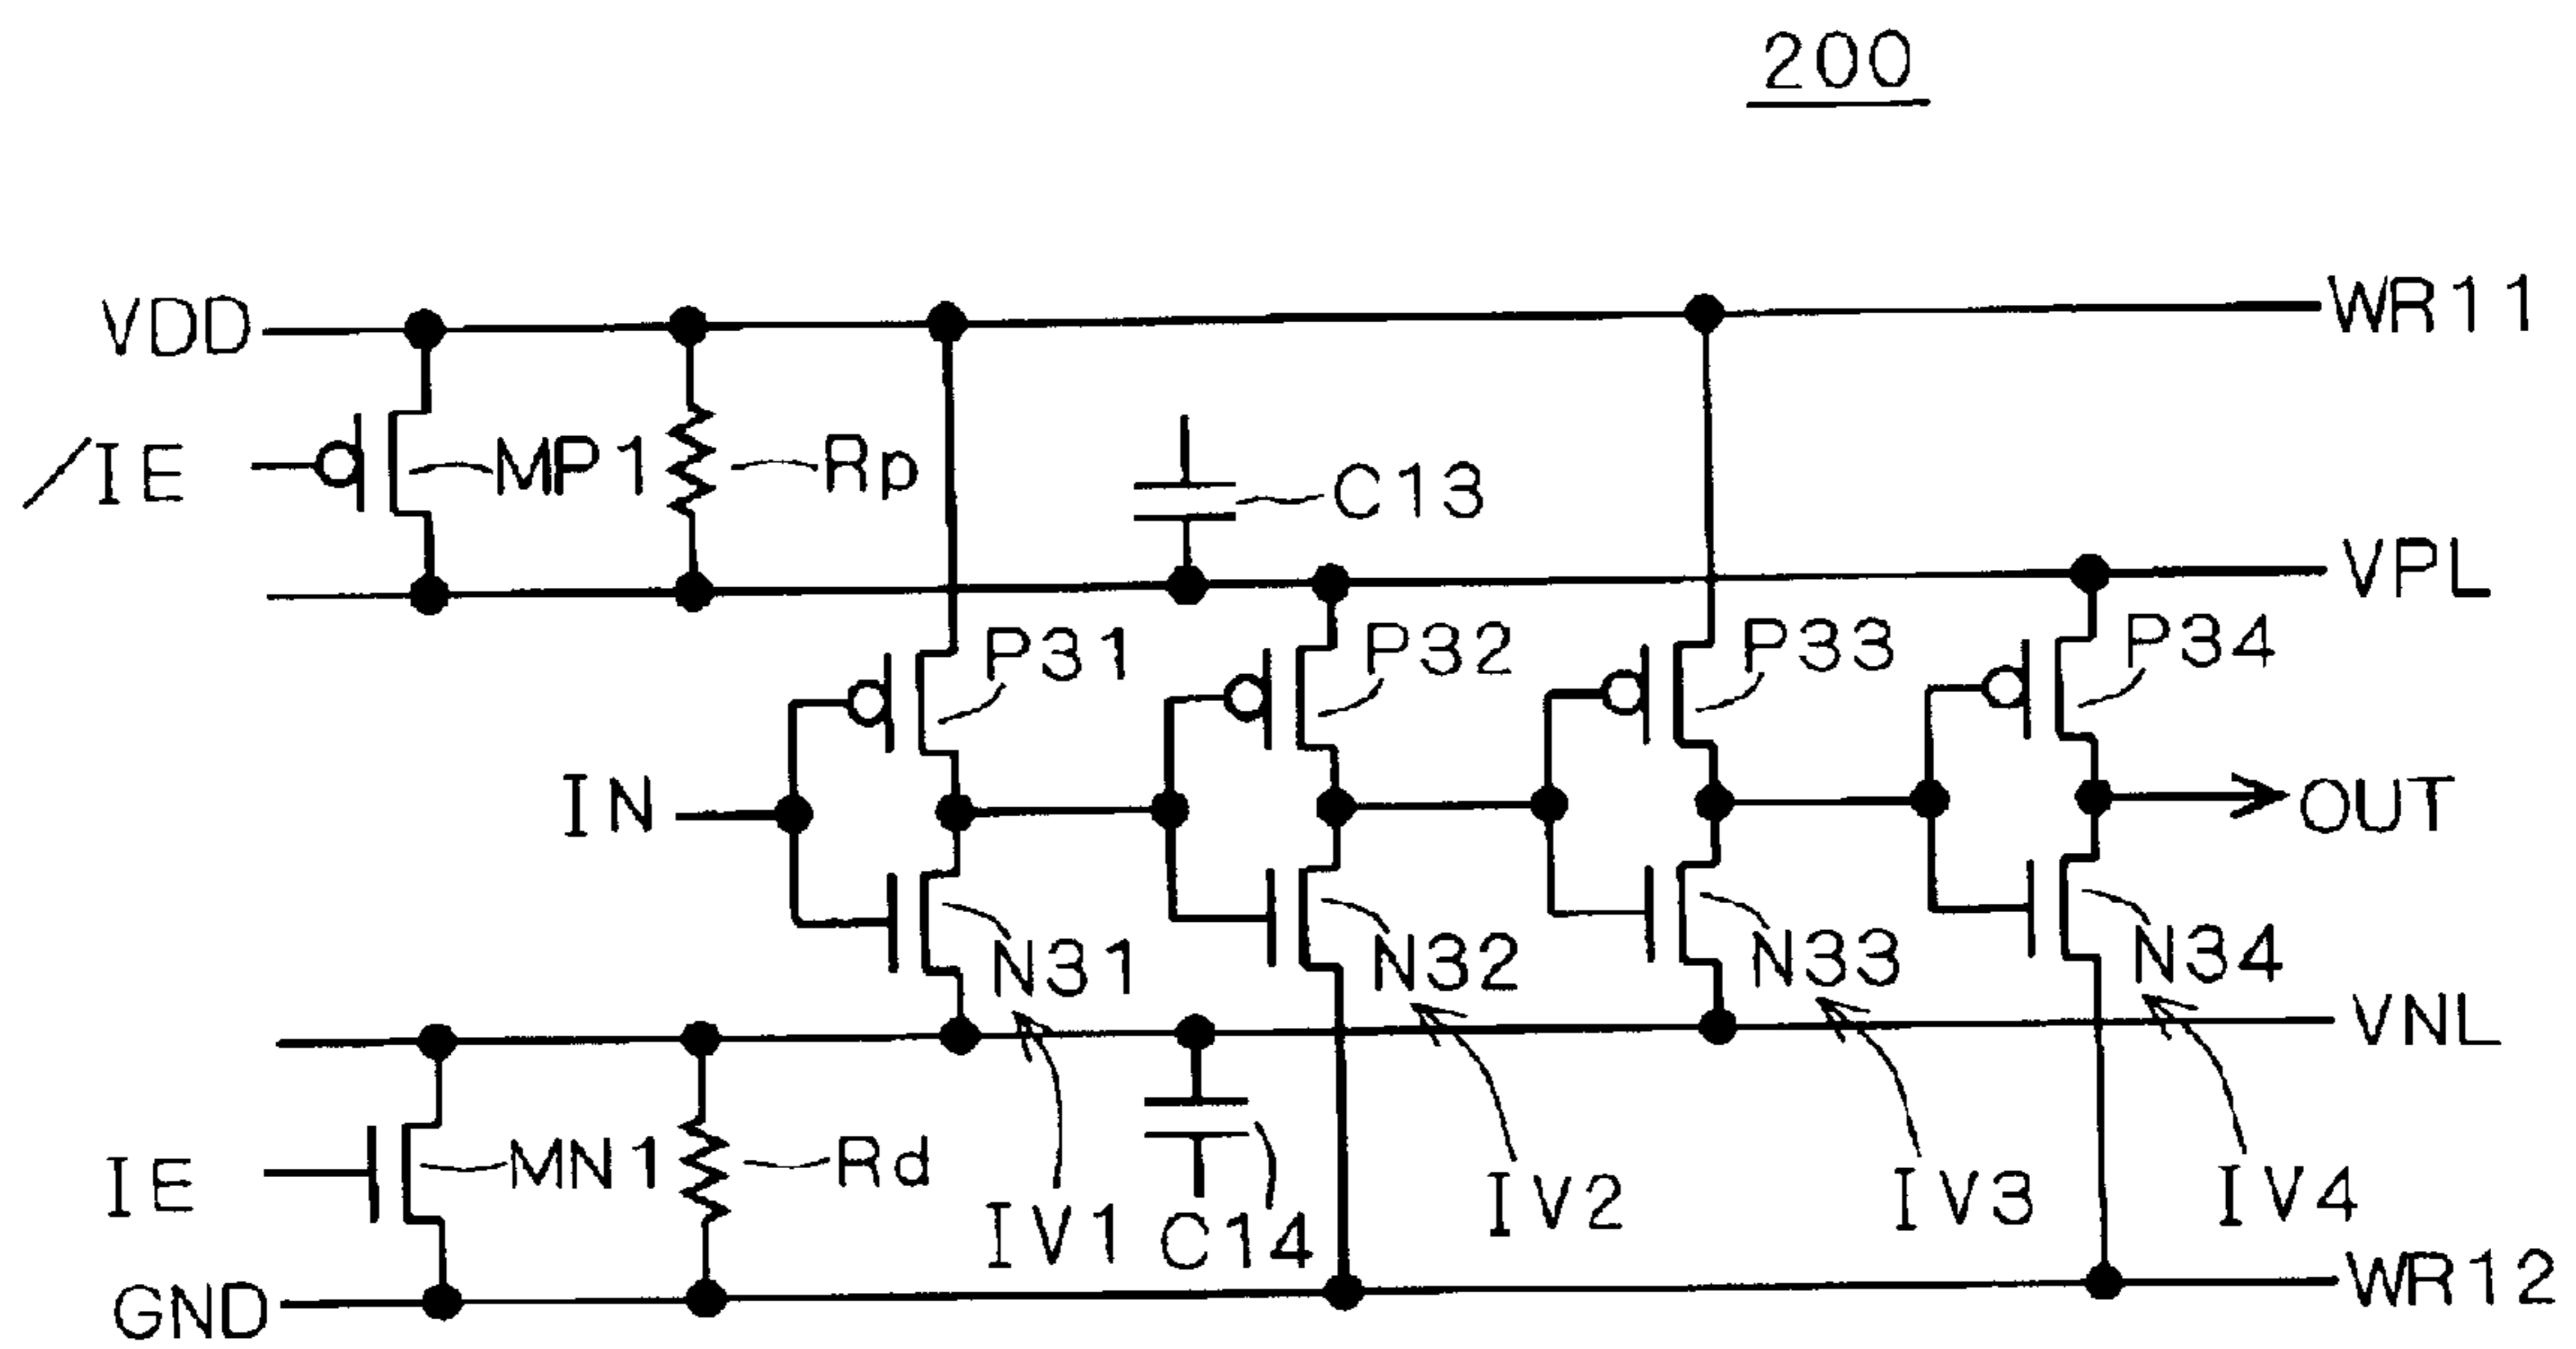 200
VDD
WR11
/IE
MP1
Rp
C13
VPL
P31
P32
P33
P34
IN
OUT
N31
N32
N33
N34
VNL
IE
MN1
Rd
IV1
C14
IV2
IV3
IV4
GND
WR12